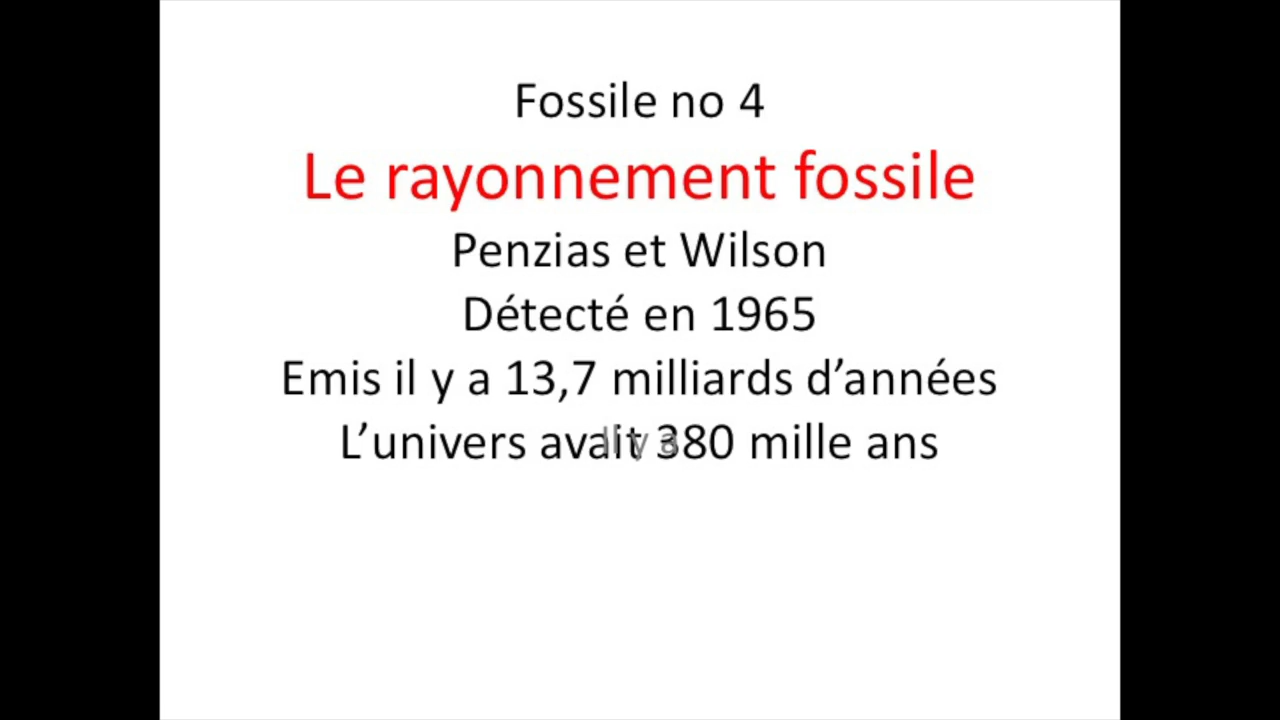 Fossile no 4
Le rayonnement fossile
Penzias et Wilson
Détecté en 1965
Emis il y a 13,7 milliards d’années
L’univers avait 380 mille ans
Il y a